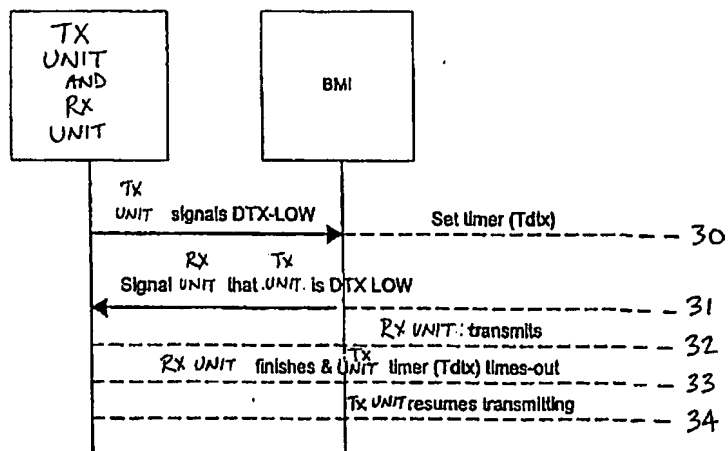 TX
UNIT
AND
RX
UNIT
BMI
TX
UNIT signals DTX-LOW
Set timer (Tdtx)
30
Signal RX UNIT that TX UNIT is DTX LOW
31
RX UNIT: transmits
32
RX UNIT finishes & TX UNIT timer (Tdtx) times-out
33
TX UNIT resumes transmitting
34